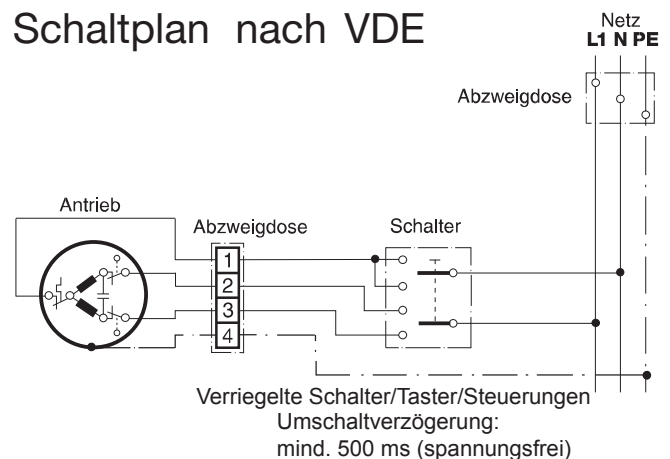 Schaltplan nach VDE
Netz
L1 N PE
Abzweigdose
Antrieb
Abzweigdose
Schalter
1
2
3
4
Verriegelte Schalter/Taster/Steuerungen
Umschaltverzögerung:
mind. 500 ms (spannungsfrei)